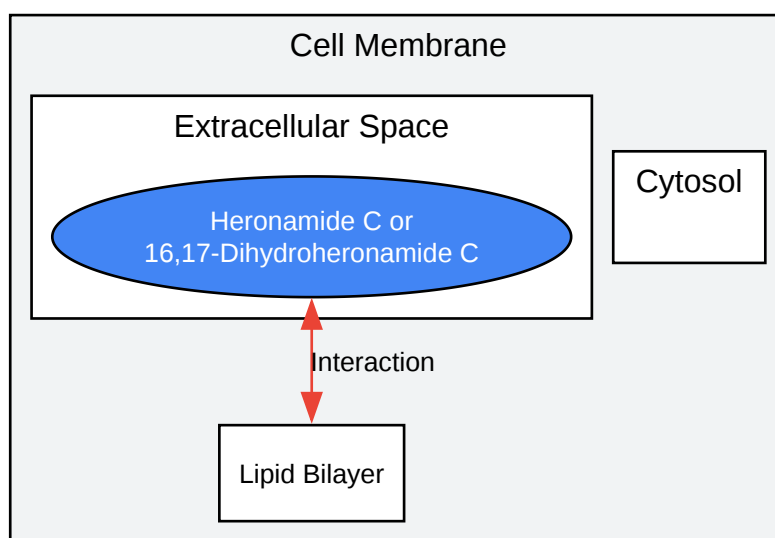 Cell Membrane
Extracellular Space
Cytosol
Heronamide C or
16,17-Dihydroheronamide C
Interaction
Lipid Bilayer